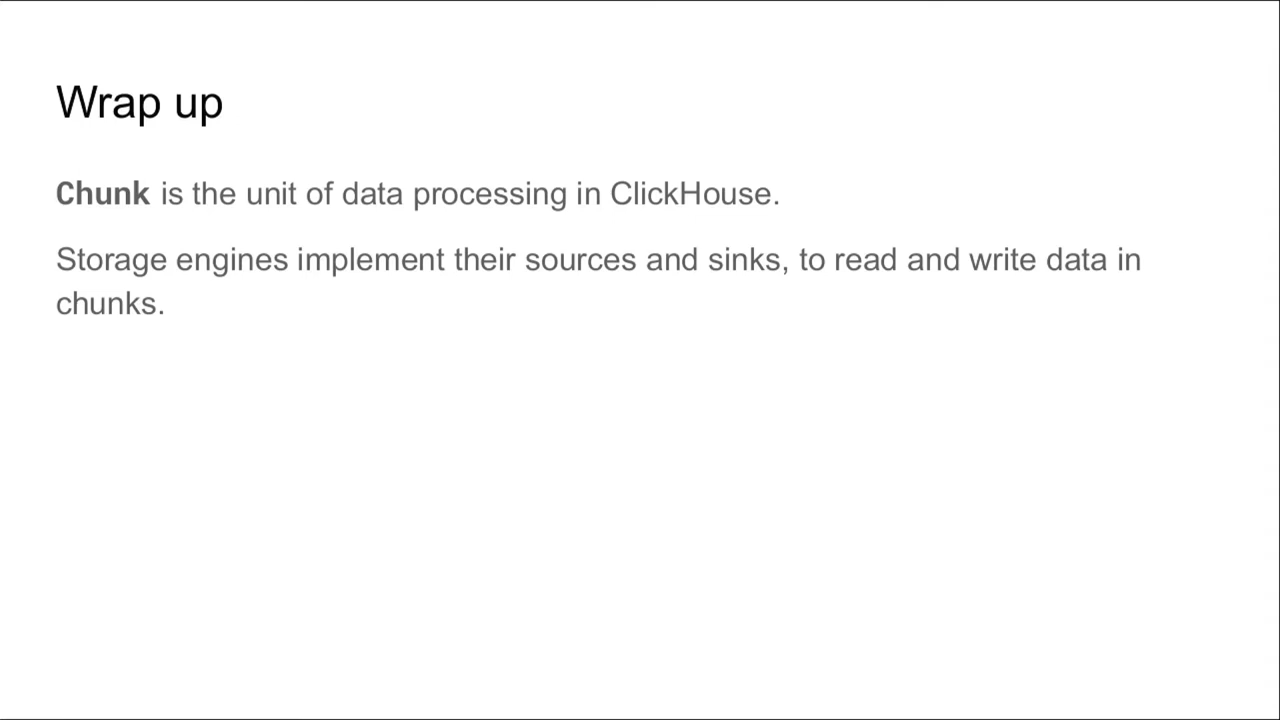 Wrap up
Chunk is the unit of data processing in ClickHouse.
Storage engines implement their sources and sinks, to read and write data in
chunks.